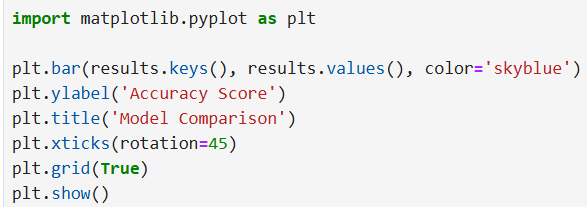 import matplotlib.pyplot as plt
plt.bar(results.keys(), results.values(), color='skyblue')
plt.ylabel('Accuracy Score')
plt.title('Model Comparison')
plt.xticks(rotation=45)
plt.grid(True)
plt.show()